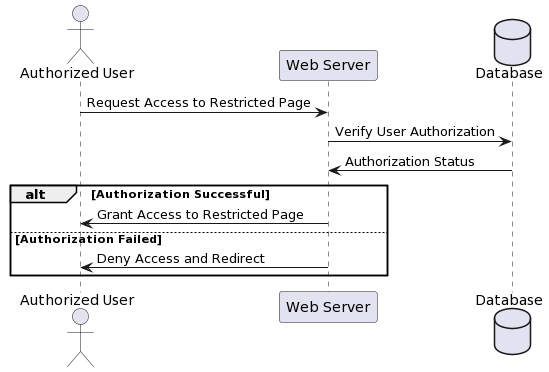 Authorized User
Web Server
Database
Request Access to Restricted Page
Verify User Authorization
Authorization Status
alt
[Authorization Successful]
Grant Access to Restricted Page
[Authorization Failed]
Deny Access and Redirect
Authorized User
Web Server
Database